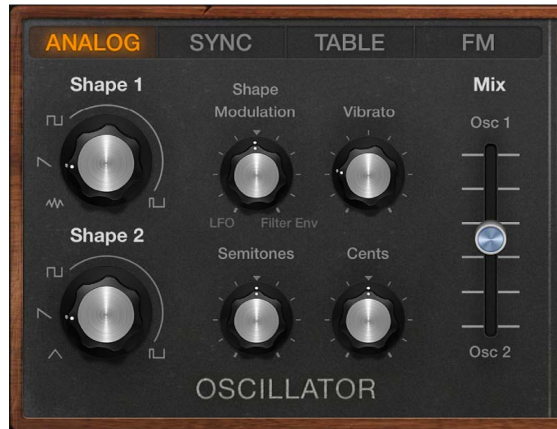 ANALOG SYNC TABLE FM
Shape 1
Shape
Modulation
Vibrato
Mix
Osc 1
LFO Filter Env
Shape 2
Semitones
Cents
Osc 2
OSCILLATOR